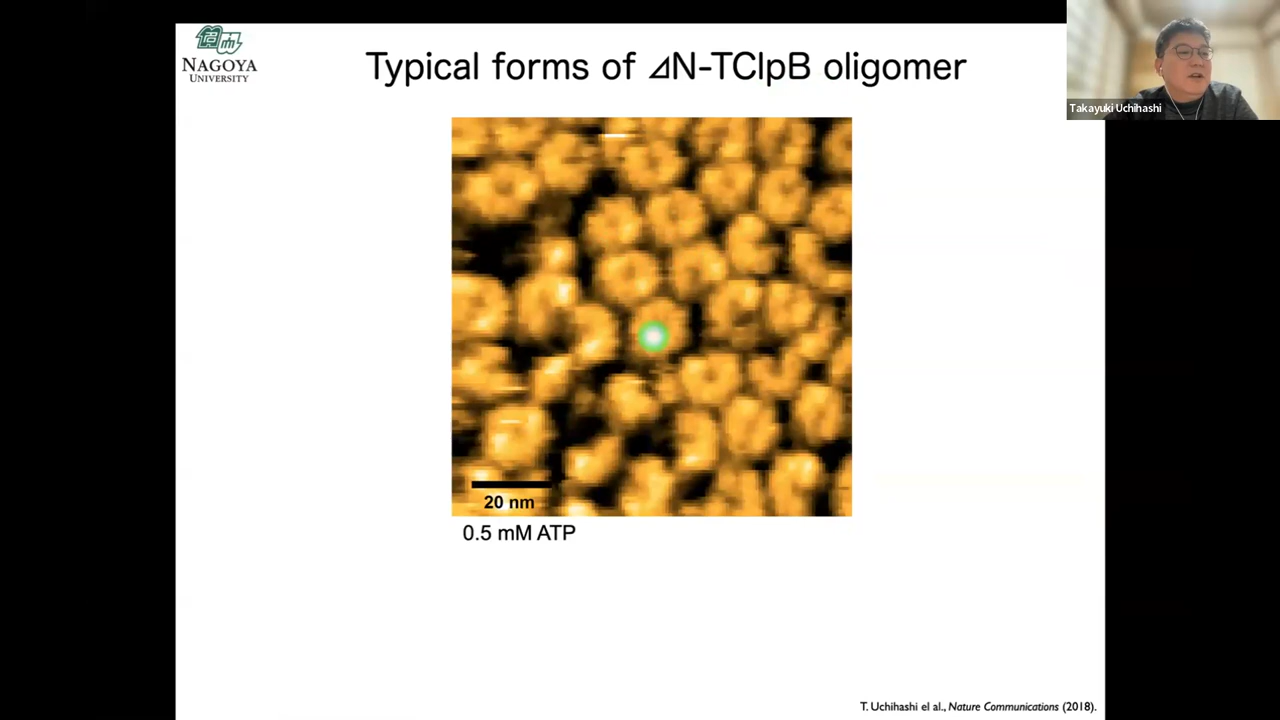 NAGOYA
UNIVERSITY
Typical forms of ⊿N-TClpB oligomer
Takayuki Uchihashi
20 nm
0.5 mM ATP
T. Uchihashi el al., Nature Communications (2018).